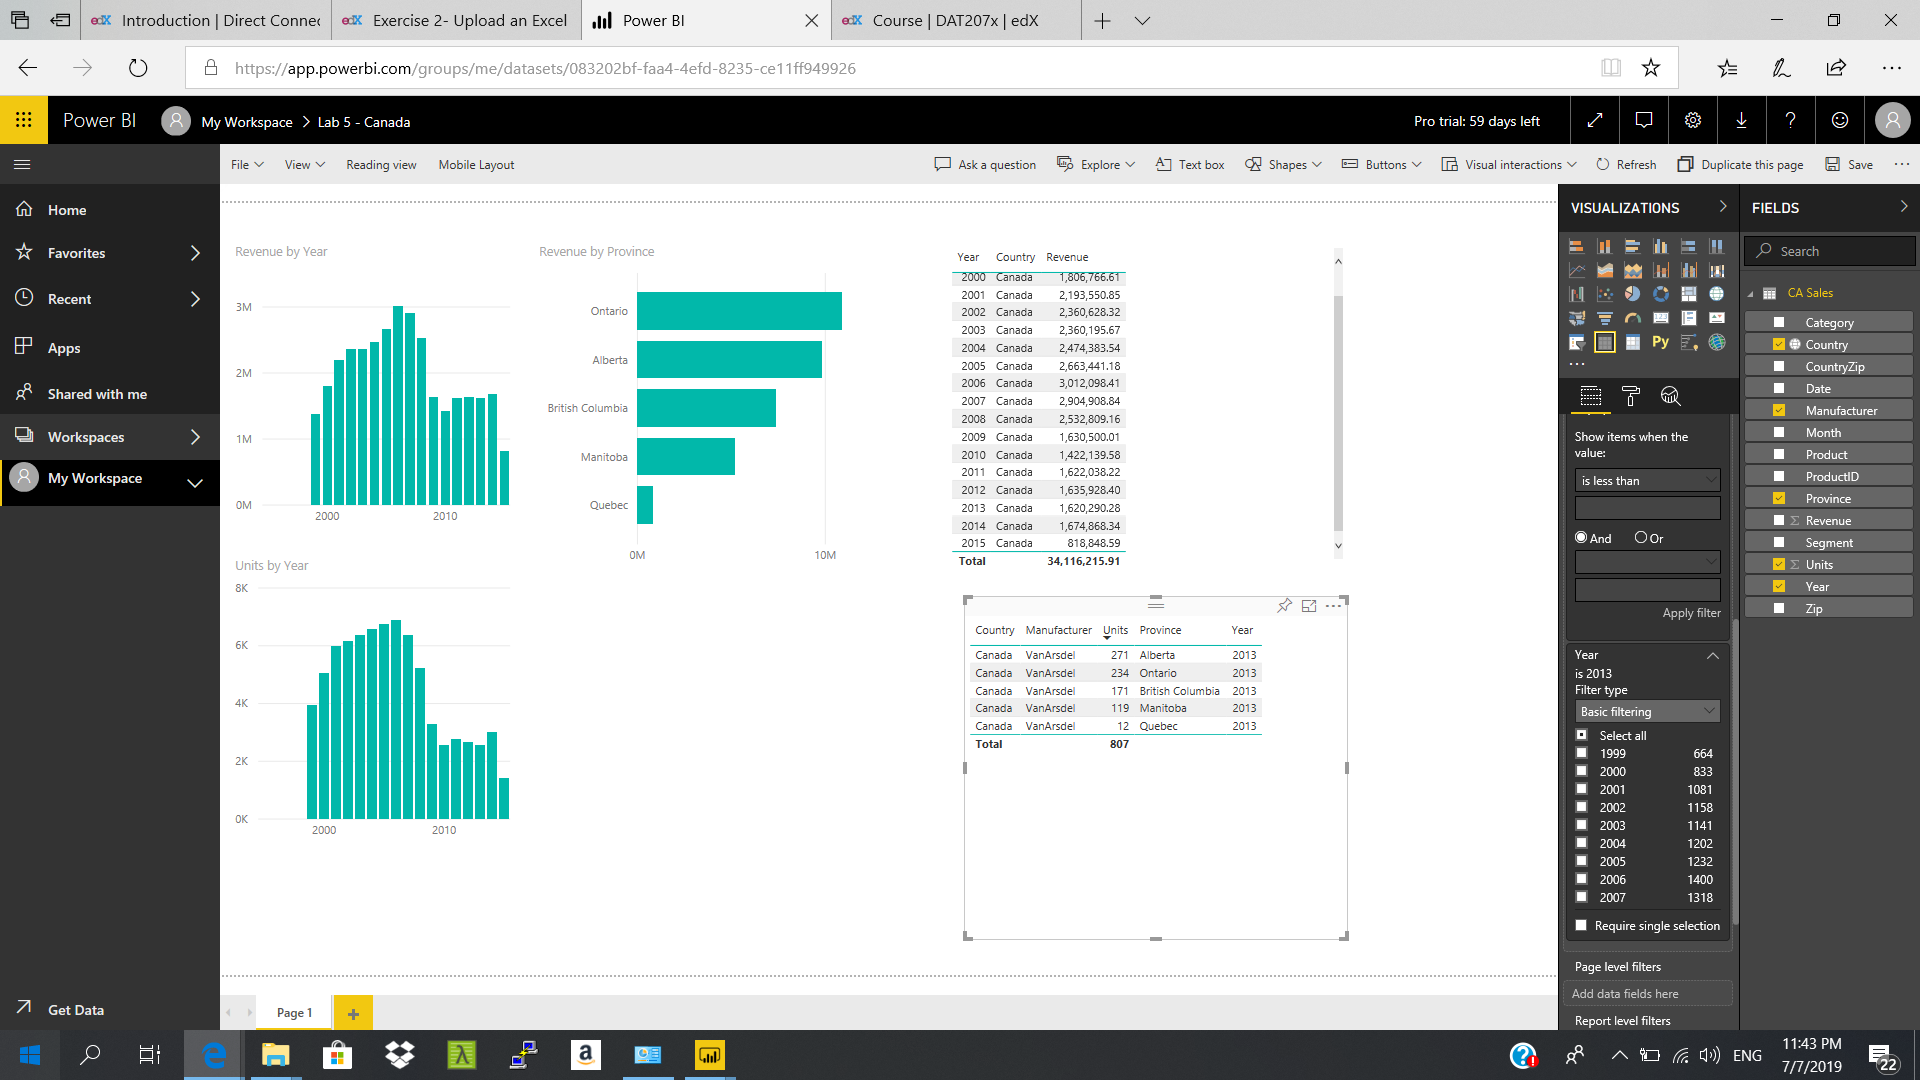 Introduction | Direct Connec
Exercise 2- Upload an Excel
Power BI
Course | DAT207x | edX
https://app.powerbi.com/groups/me/datasets/083202bf-faa4-4efd-8235-ce11ff949926
Power BI
My Workspace > Lab 5 - Canada
Pro trial: 59 days left
File
View
Reading view
Mobile Layout
Ask a question
Explore
Text box
Shapes
Buttons
Visual interactions
Refresh
Duplicate this page
Save
Home
Favorites
Recent
Apps
Shared with me
Workspaces
My Workspace
Get Data
Revenue by Year
3M
2M
1M
0M
2000 2010
Revenue by Province
Ontario
Alberta
British Columbia
Manitoba
Quebec
0M 10M
Units by Year
8K
6K
4K
2K
0K
2000 2010
Year Country Revenue
2000 Canada 1,806,766.61
2001 Canada 2,193,550.85
2002 Canada 2,360,628.32
2003 Canada 2,360,195.67
2004 Canada 2,474,383.54
2005 Canada 2,663,441.18
2006 Canada 3,012,098.41
2007 Canada 2,904,908.84
2008 Canada 2,532,809.16
2009 Canada 1,630,500.01
2010 Canada 1,422,139.58
2011 Canada 1,622,038.22
2012 Canada 1,635,928.40
2013 Canada 1,620,290.28
2014 Canada 1,674,868.34
2015 Canada 818,848.59
Total 34,116,215.91
Country Manufacturer Units Province Year
Canada VanArsdel 271 Alberta 2013
Canada VanArsdel 234 Ontario 2013
Canada VanArsdel 171 British Columbia 2013
Canada VanArsdel 119 Manitoba 2013
Canada VanArsdel 12 Quebec 2013
Total 807
Page 1
VISUALIZATIONS
Py
Show items when the
value:
is less than
And Or
Apply filter
Year
is 2013
Filter type
Basic filtering
Select all
1999 664
2000 833
2001 1081
2002 1158
2003 1141
2004 1202
2005 1232
2006 1400
2007 1318
Require single selection
Page level filters
Add data fields here
Report level filters
FIELDS
Search
CA Sales
Category
Country
CountryZip
Date
Manufacturer
Month
Product
ProductID
Province
Σ Revenue
Segment
Σ Units
Year
Zip
ENG
11:43 PM
7/7/2019
22